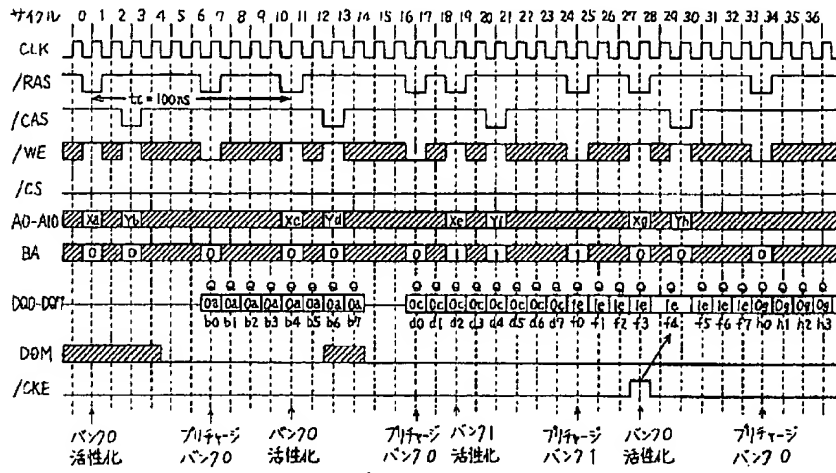 サイクル 0 1 2 3 4 5 6 7 8 9 10 11 12 13 14 15 16 17 18 19 20 21 22 23 24 25 26 27 28 29 30 31 32 33 34 35 36
CLK
/RAS
tc=100ns
/CAS
/WE
/CS
A0-A10 Xa Yb Xc Yd Xe Yf Xg Yh
BA 0 0 0 0 0 0 1 1 1 0 0 0
Q Q Q Q Q Q Q Q Q Q Q Q Q Q Q Q Q Q Q Q Q Q Q Q Q Q Q Q
DQ0-DQ7 0a 0a 0a 0a 0a 0a 0a 0a 0c 0c 0c 0c 0c 0c 0c 0c 1e 1e 1e 1e 1e 1e 1e 1e 0g 0g 0g 0g
b0 b1 b2 b3 b4 b5 b6 b7 d0 d1 d2 d3 d4 d5 d6 d7 f0 f1 f2 f3 f4 f5 f6 f7 h0 h1 h2 h3
DQM
/CKE
バンク0 プリチャージ バンク0 プリチャージ バンク1 プリチャージ バンク0 プリチャージ
活性化 バンク0 活性化 バンク0 活性化 バンク1 活性化 バンク0